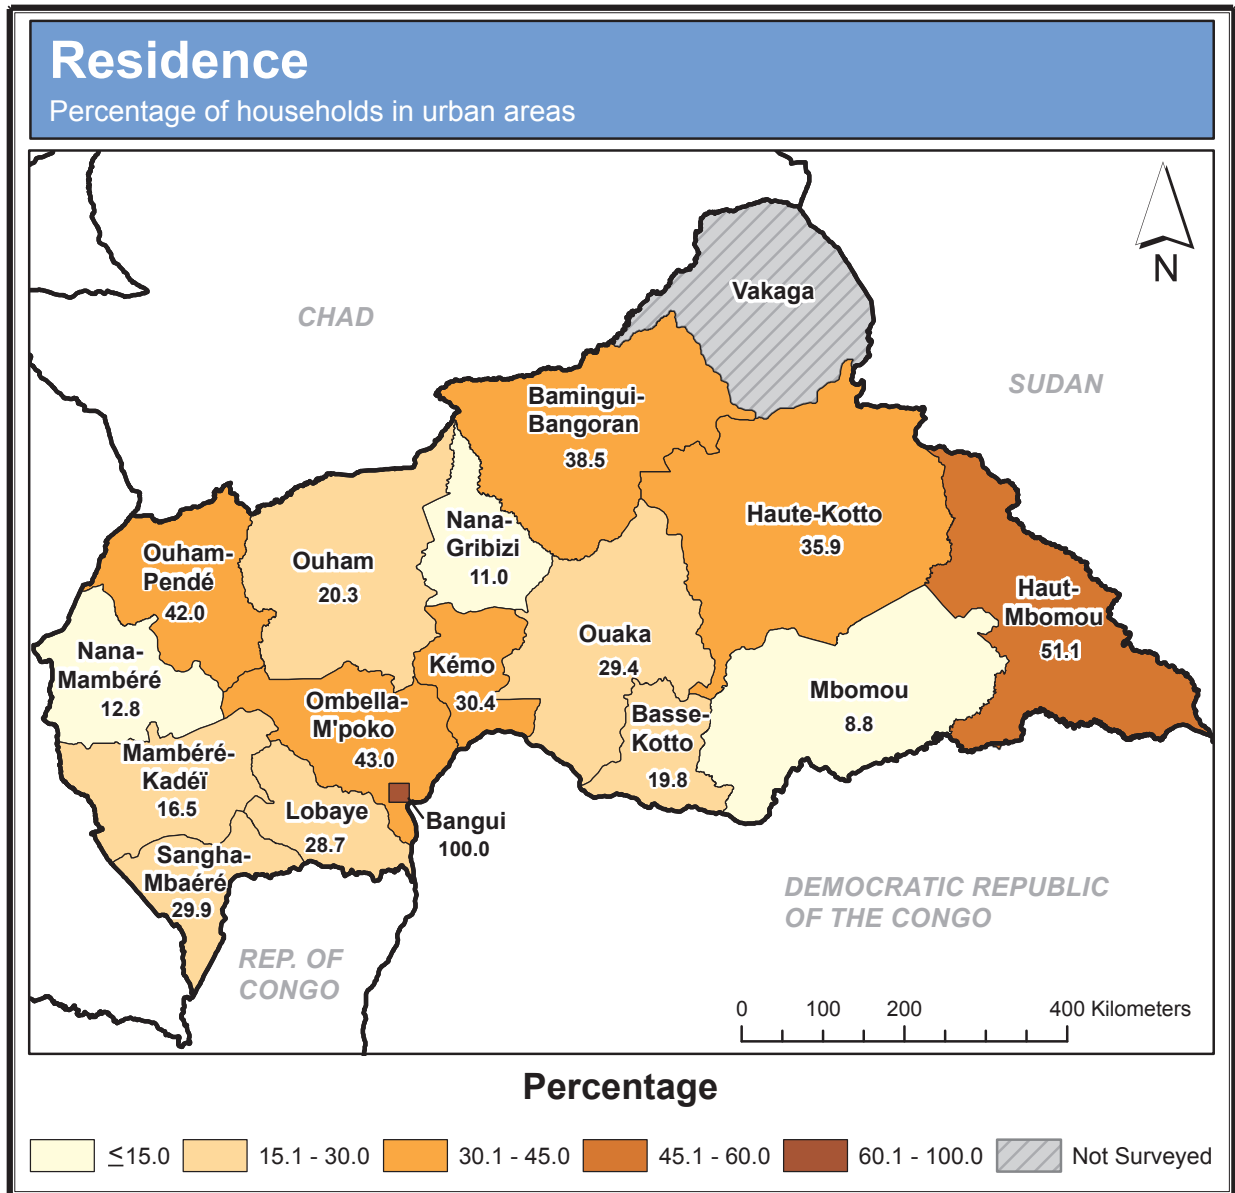 Residence
Percentage of households in urban areas
N
CHAD
SUDAN
Vakaga
Bamingui-
Bangoran
38.5
Haute-Kotto
35.9
Nana-
Gribizi
11.0
Ouham-
Pendé
42.0
Ouham
20.3
Haut-
Mbomou
51.1
Ouaka
29.4
Nana-
Mambéré
12.8
Kémo
30.4
Mbomou
8.8
Ombella-
M'poko
43.0
Basse-
Kotto
19.8
Mambéré-
Kadéï
16.5
Lobaye
28.7
Bangui
100.0
Sangha-
Mbaéré
29.9
DEMOCRATIC REPUBLIC
OF THE CONGO
REP. OF
CONGO
0 100 200 400 Kilometers
Percentage
≤15.0 15.1 - 30.0 30.1 - 45.0 45.1 - 60.0 60.1 - 100.0 Not Surveyed